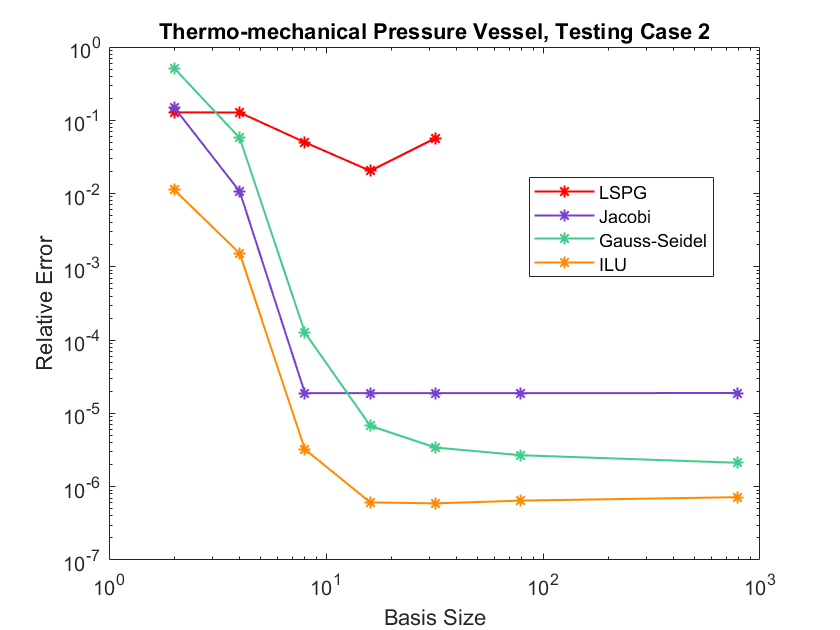 Thermo-mechanical Pressure Vessel, Testing Case 2
10^0
10^-1
10^-2
10^-3
10^-4
10^-5
10^-6
10^-7
Relative Error
LSPG
Jacobi
Gauss-Seidel
ILU
10^0 10^1 10^2 10^3
Basis Size